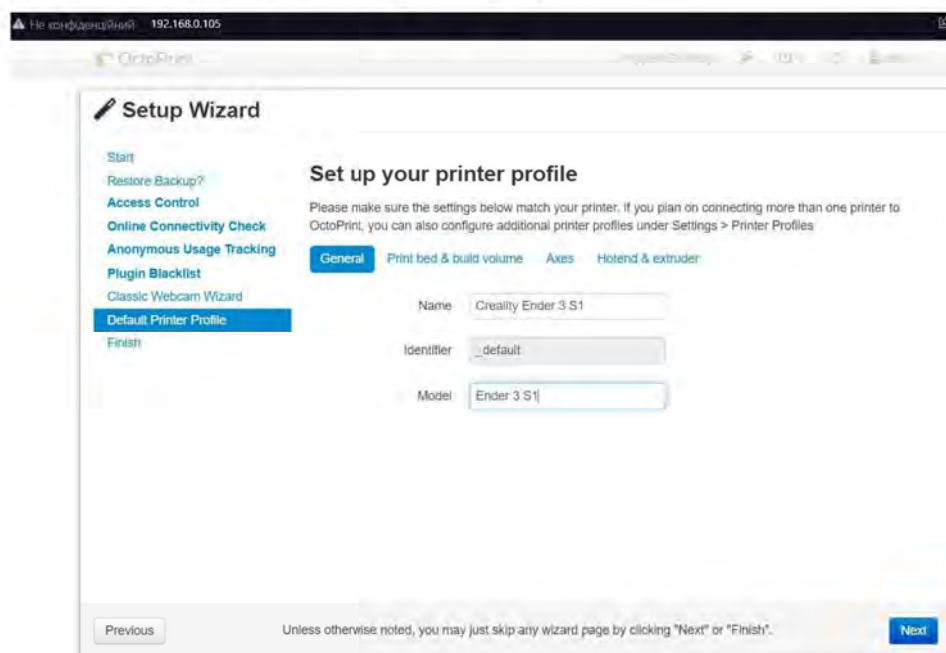 Не конфіденційний 192.168.0.105
OctoPrint
Setup Wizard
Start
Restore Backup?
Access Control
Online Connectivity Check
Anonymous Usage Tracking
Plugin Blacklist
Classic Webcam Wizard
Default Printer Profile
Finish
Set up your printer profile
Please make sure the settings below match your printer. If you plan on connecting more than one printer to
OctoPrint, you can also configure additional printer profiles under Settings > Printer Profiles
General Print bed & build volume Axes Hotend & extruder
Name Creality Ender 3 S1
Identifier _default
Model Ender 3 S1
Previous Unless otherwise noted, you may just skip any wizard page by clicking "Next" or "Finish". Next